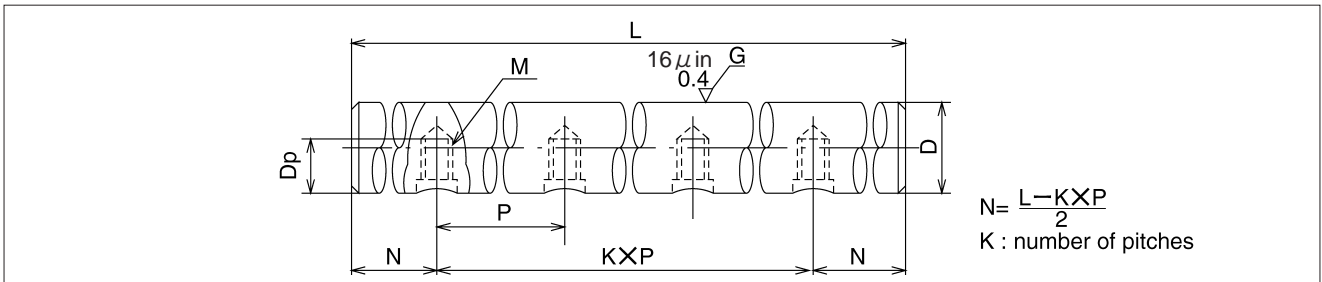 L
M
16 μ in
0.4
G
Dp
D
P
N
K×P
N
N= L−K×P
2
K : number of pitches